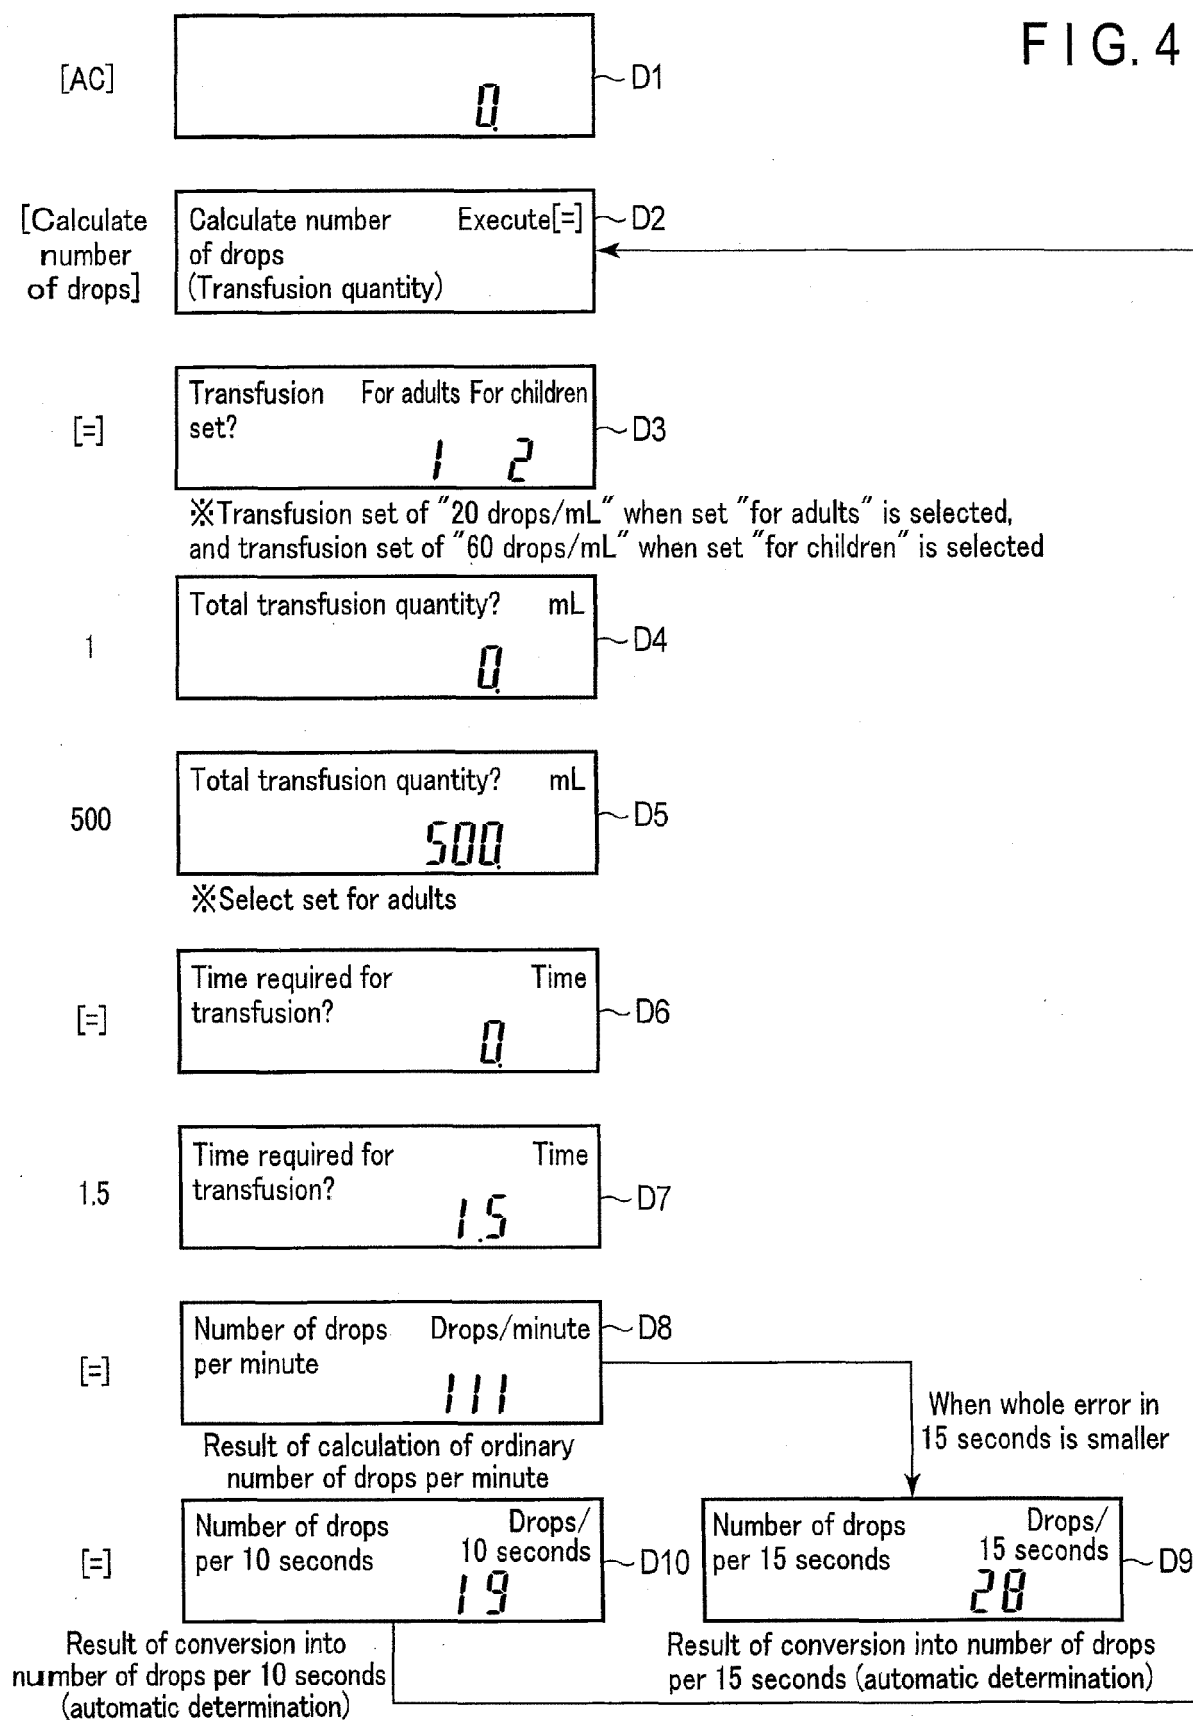 FIG. 4
[AC]
0.
D1
[Calculate
number
of drops]
Calculate number
of drops
(Transfusion quantity)
Execute[=]
D2
[=]
Transfusion
set?
For adults For children
1 2
D3
※Transfusion set of "20 drops/mL" when set "for adults" is selected,
and transfusion set of "60 drops/mL" when set "for children" is selected
1
Total transfusion quantity? mL
0.
D4
500
Total transfusion quantity? mL
500.
D5
※Select set for adults
[=]
Time required for
transfusion?
Time
0.
D6
1.5
Time required for
transfusion?
Time
1.5
D7
[=]
Number of drops
per minute
Drops/minute
111
D8
Result of calculation of ordinary
number of drops per minute
When whole error in
15 seconds is smaller
[=]
Number of drops
per 10 seconds
Drops/
10 seconds
19
D10
Number of drops
per 15 seconds
Drops/
15 seconds
28
D9
Result of conversion into
number of drops per 10 seconds
(automatic determination)
Result of conversion into number of drops
per 15 seconds (automatic determination)